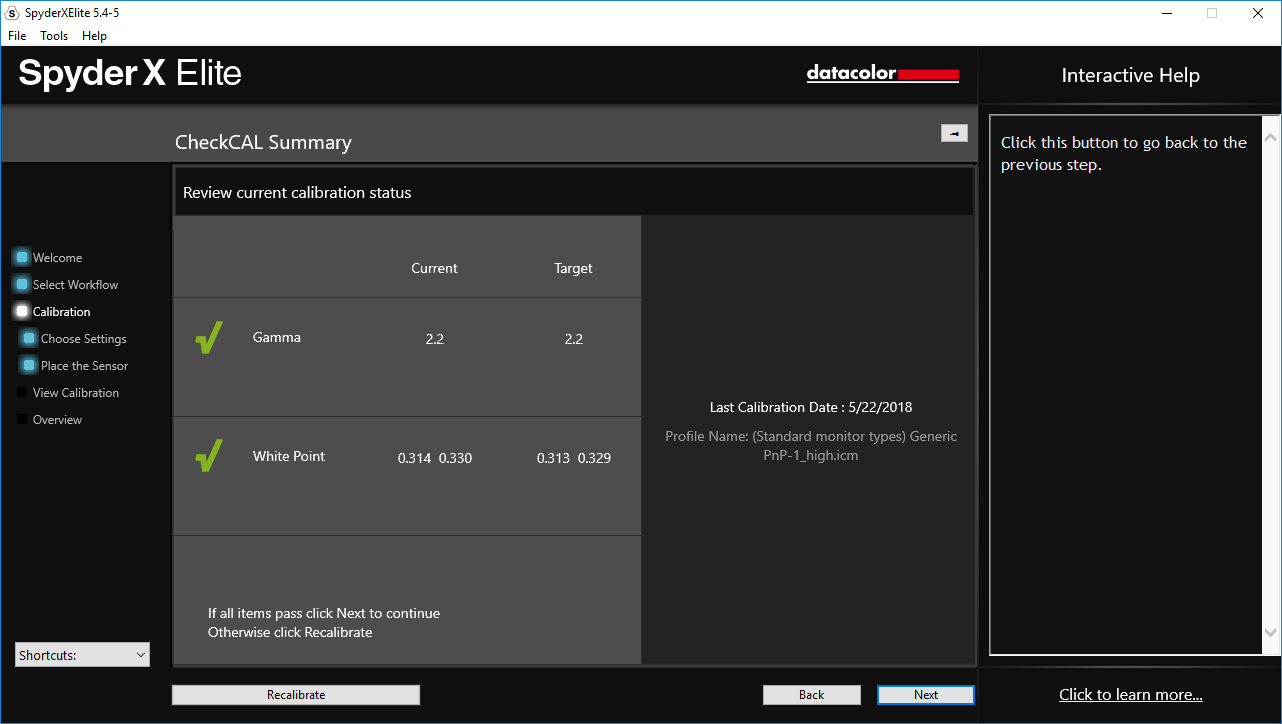 SpyderXElite 5.4-5
File Tools Help
Spyder X Elite
datacolor
Interactive Help
CheckCAL Summary
Click this button to go back to the
previous step.
Review current calibration status
Welcome
Select Workflow
Calibration
Choose Settings
Place the Sensor
View Calibration
Overview
Current Target
Gamma 2.2 2.2
White Point 0.314 0.330 0.313 0.329
If all items pass click Next to continue
Otherwise click Recalibrate
Last Calibration Date : 5/22/2018
Profile Name: (Standard monitor types) Generic
PnP-1_high.icm
Shortcuts:
Recalibrate Back Next
Click to learn more...